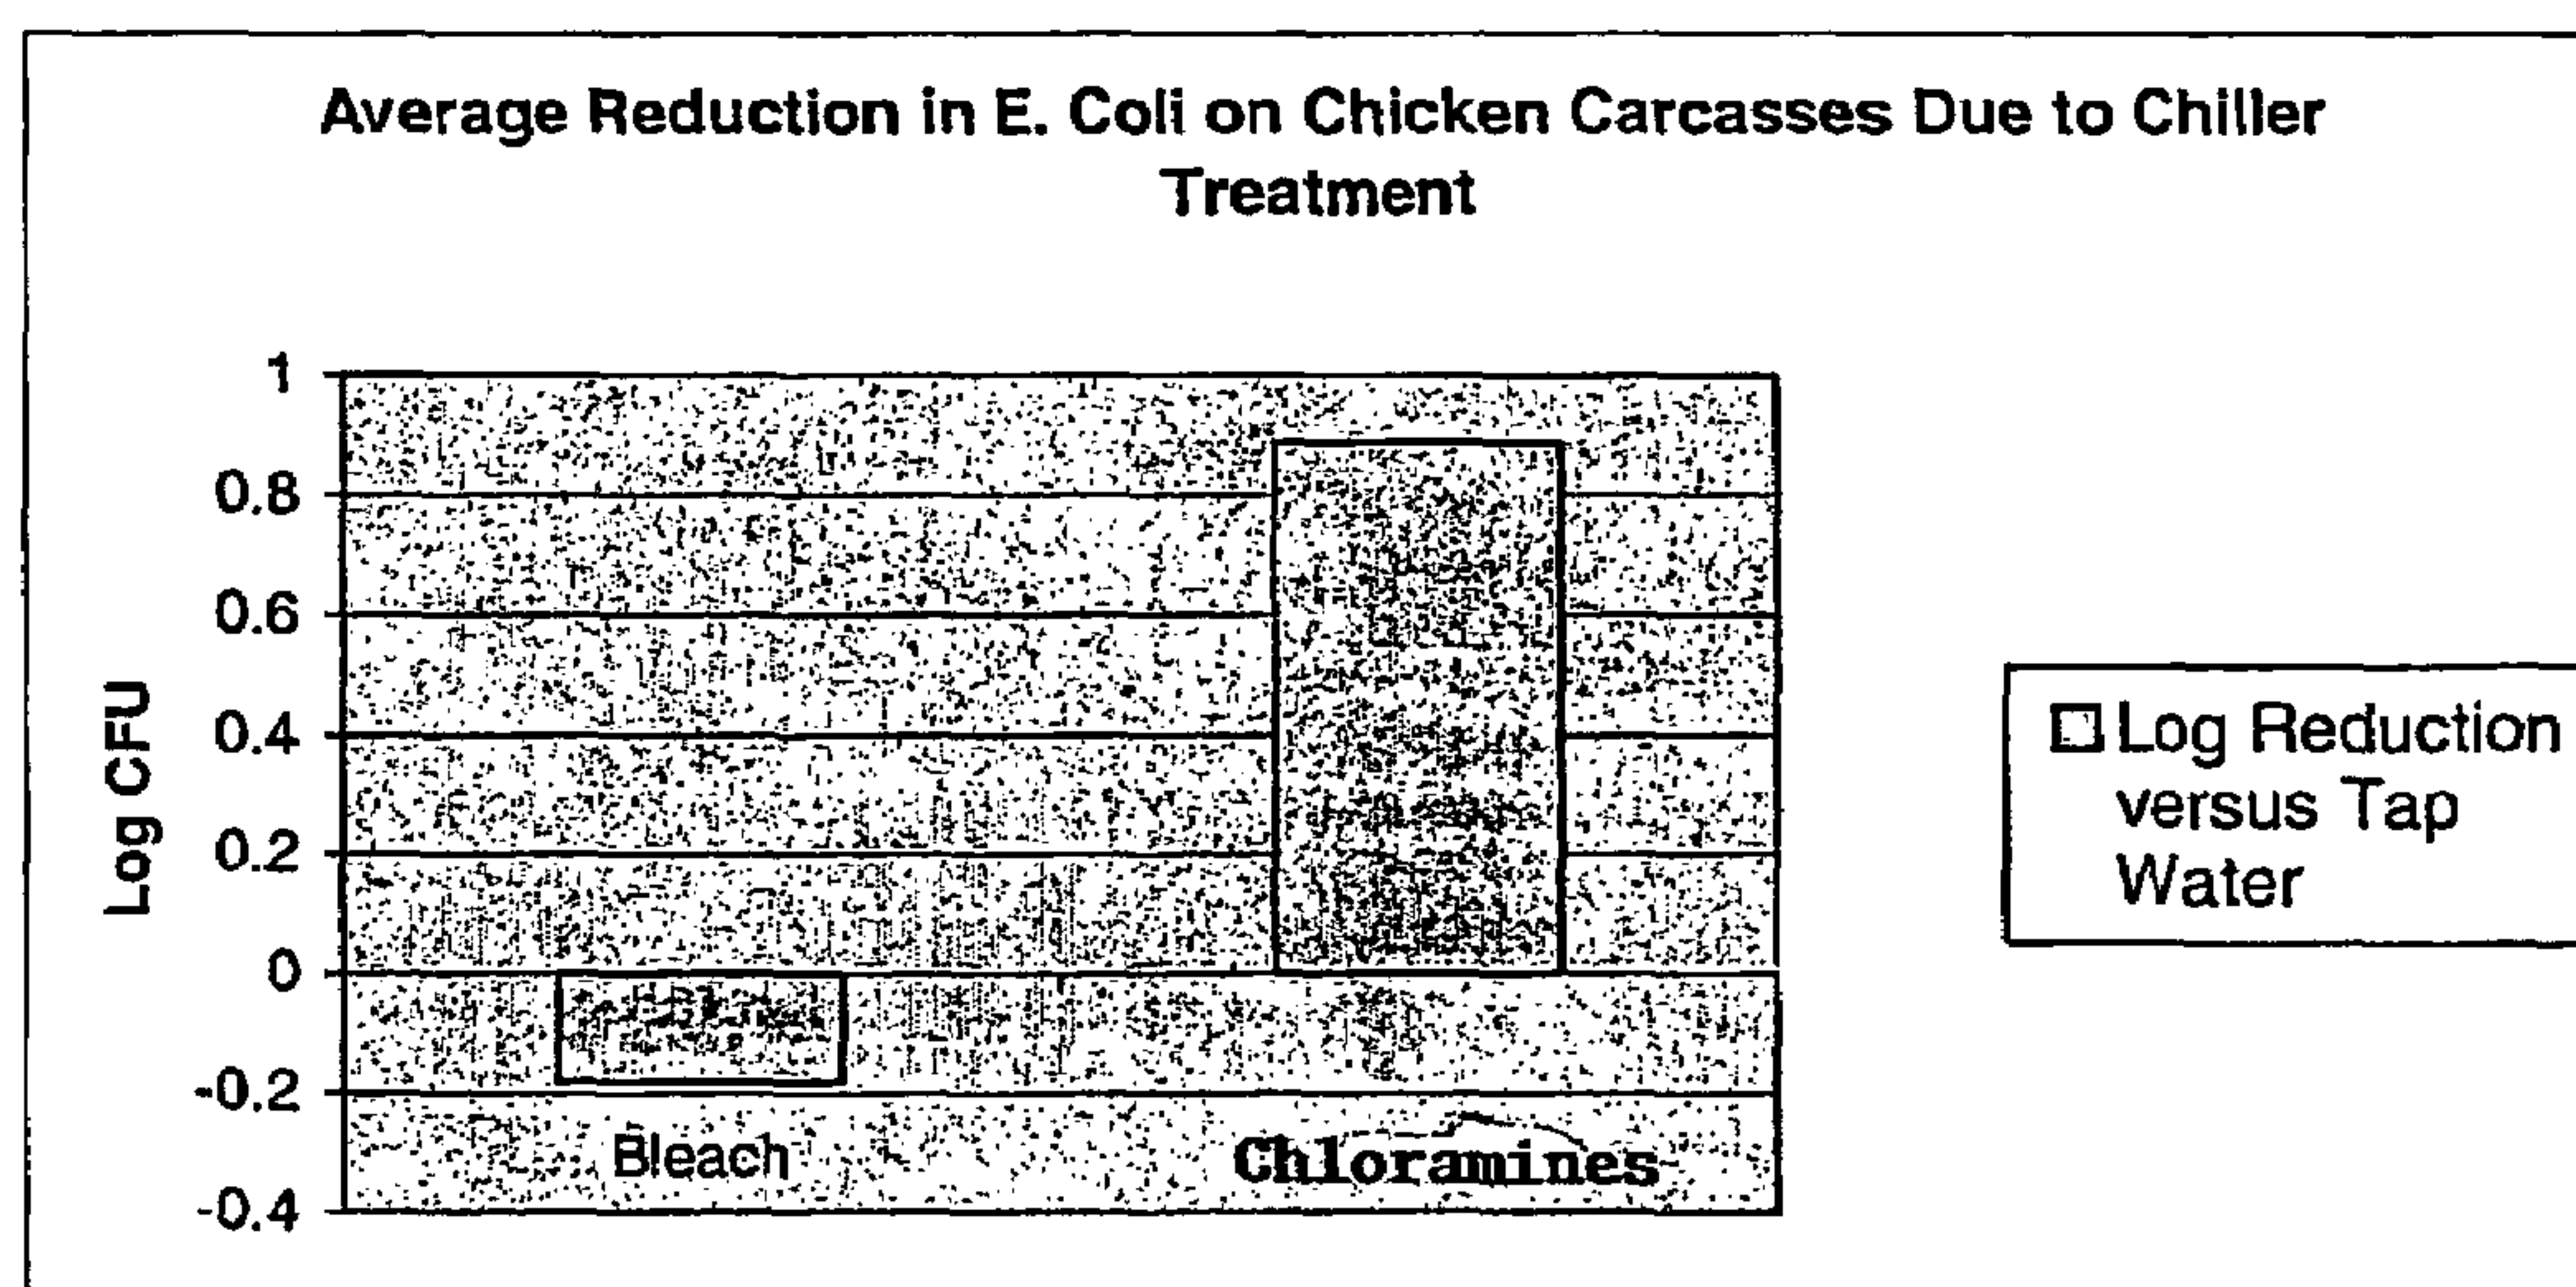 Average Reduction in E. Coli on Chicken Carcasses Due to Chiller
Treatment
1
0.8
0.6
0.4
0.2
0
-0.2
-0.4
Log CFU
Bleach
Chloramines
Log Reduction
versus Tap
Water